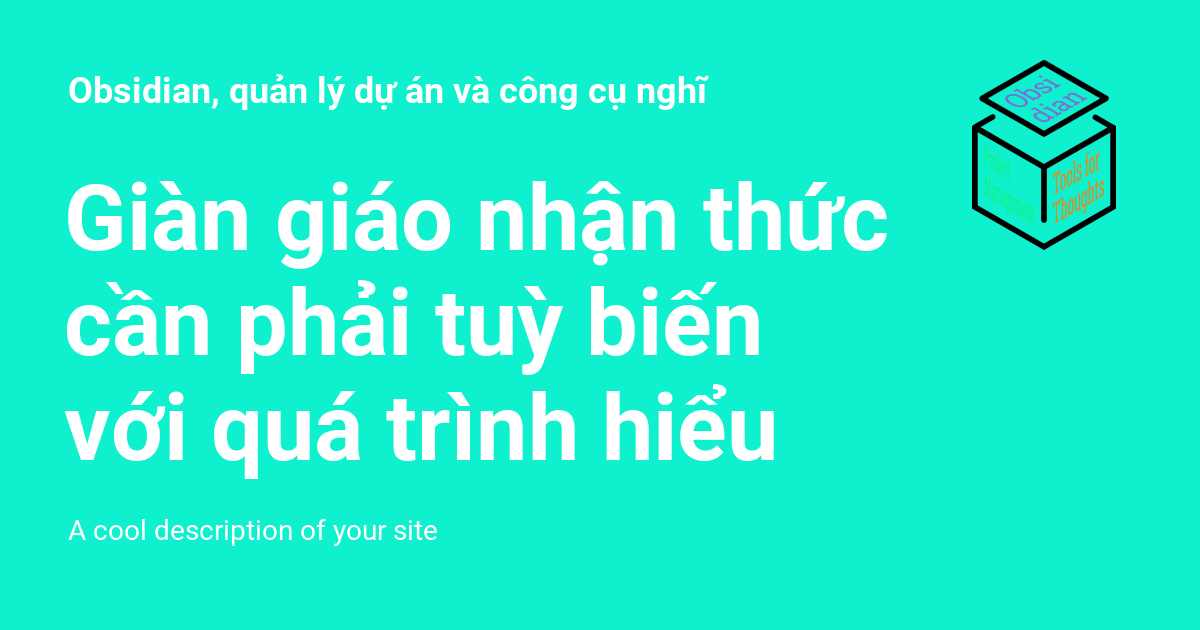 Obsidian, quản lý dự án và công cụ nghĩ
Giàn giáo nhận thức
cần phải tuỳ biến
với quá trình hiểu
A cool description of your site
Obsi
dian
Project
Management
Tools for
Thoughts